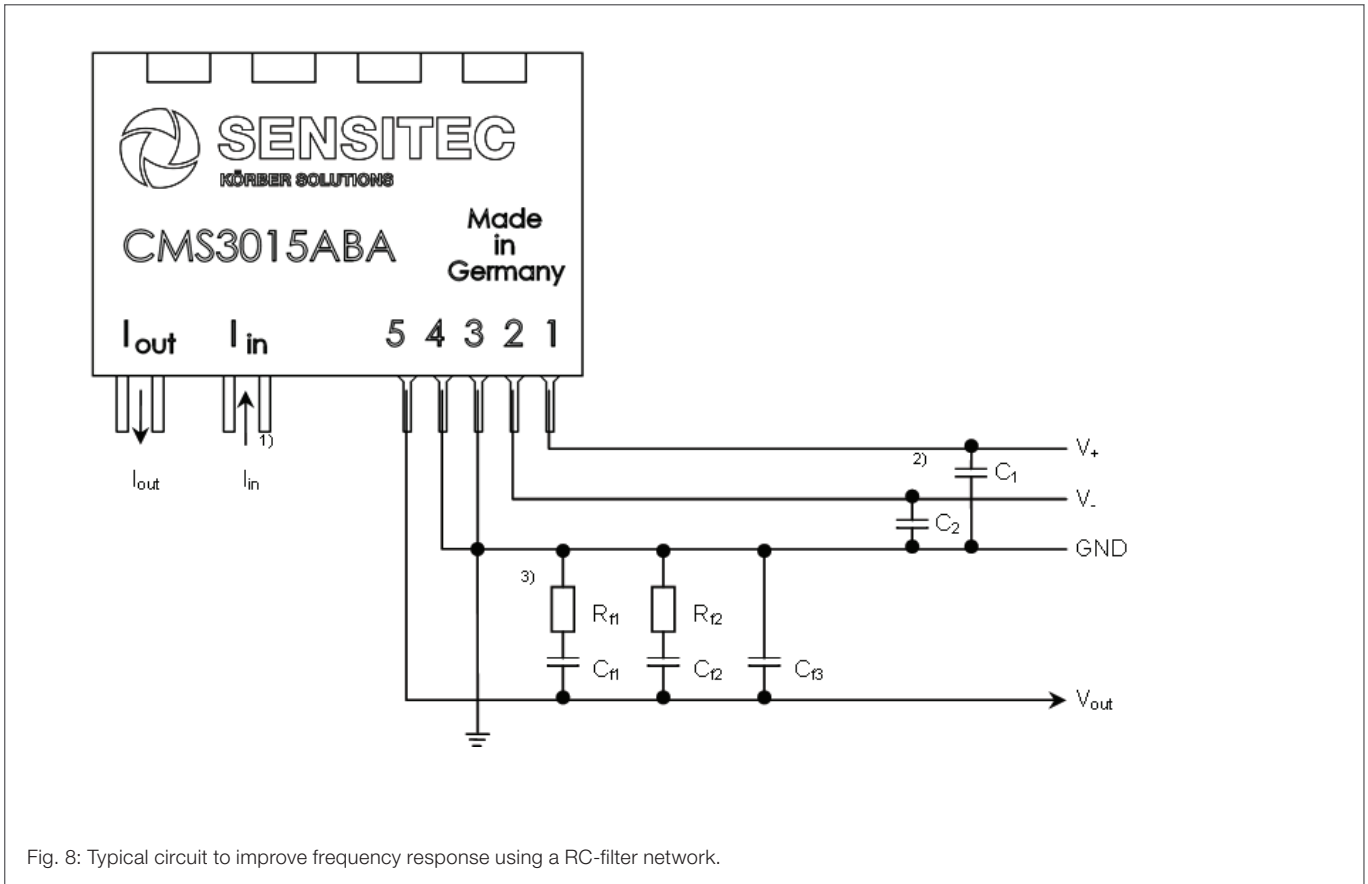 SENSITEC
KÖRBER SOLUTIONS
CMS3015ABA
Made
in
Germany
Iout Iin 5 4 3 2 1
1)
Iout Iin
V+
2) C1
V-
C2
GND
3)
Rf1 Rf2
Cf1 Cf2 Cf3
Vout
Fig. 8: Typical circuit to improve frequency response using a RC-filter network.